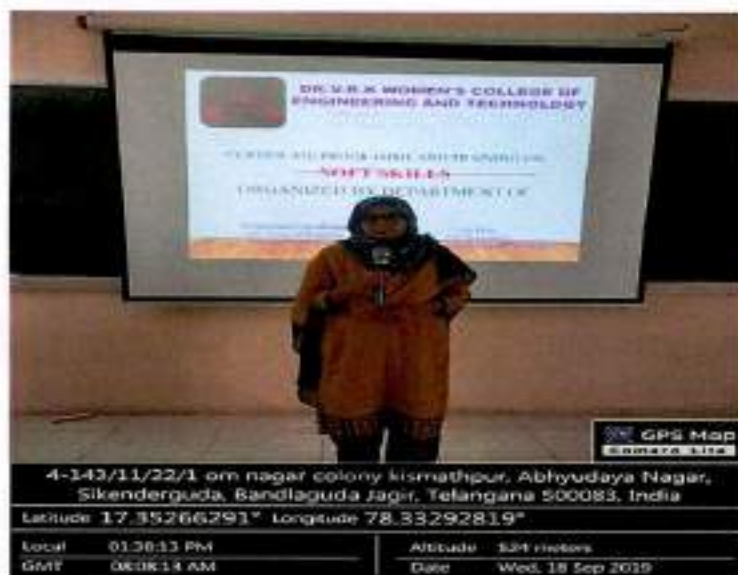 DR.V.R.K WOMEN'S COLLEGE OF
ENGINEERING AND TECHNOLOGY
SOFT SKILLS
ORGANIZED BY DEPARTMENT OF
GPS Map
Camera Lite
4-143/11/22/1 om nagar colony kismathpur, Abhyudaya Nagar,
Sikenderguda, Bandlaguda Jagir, Telangana 500083, India
Latitude 17.35266291° Longitude 78.33292819°
Local 01:38:13 PM
GMT 08:08:13 AM
Altitude 524 meters
Date Wed, 18 Sep 2019